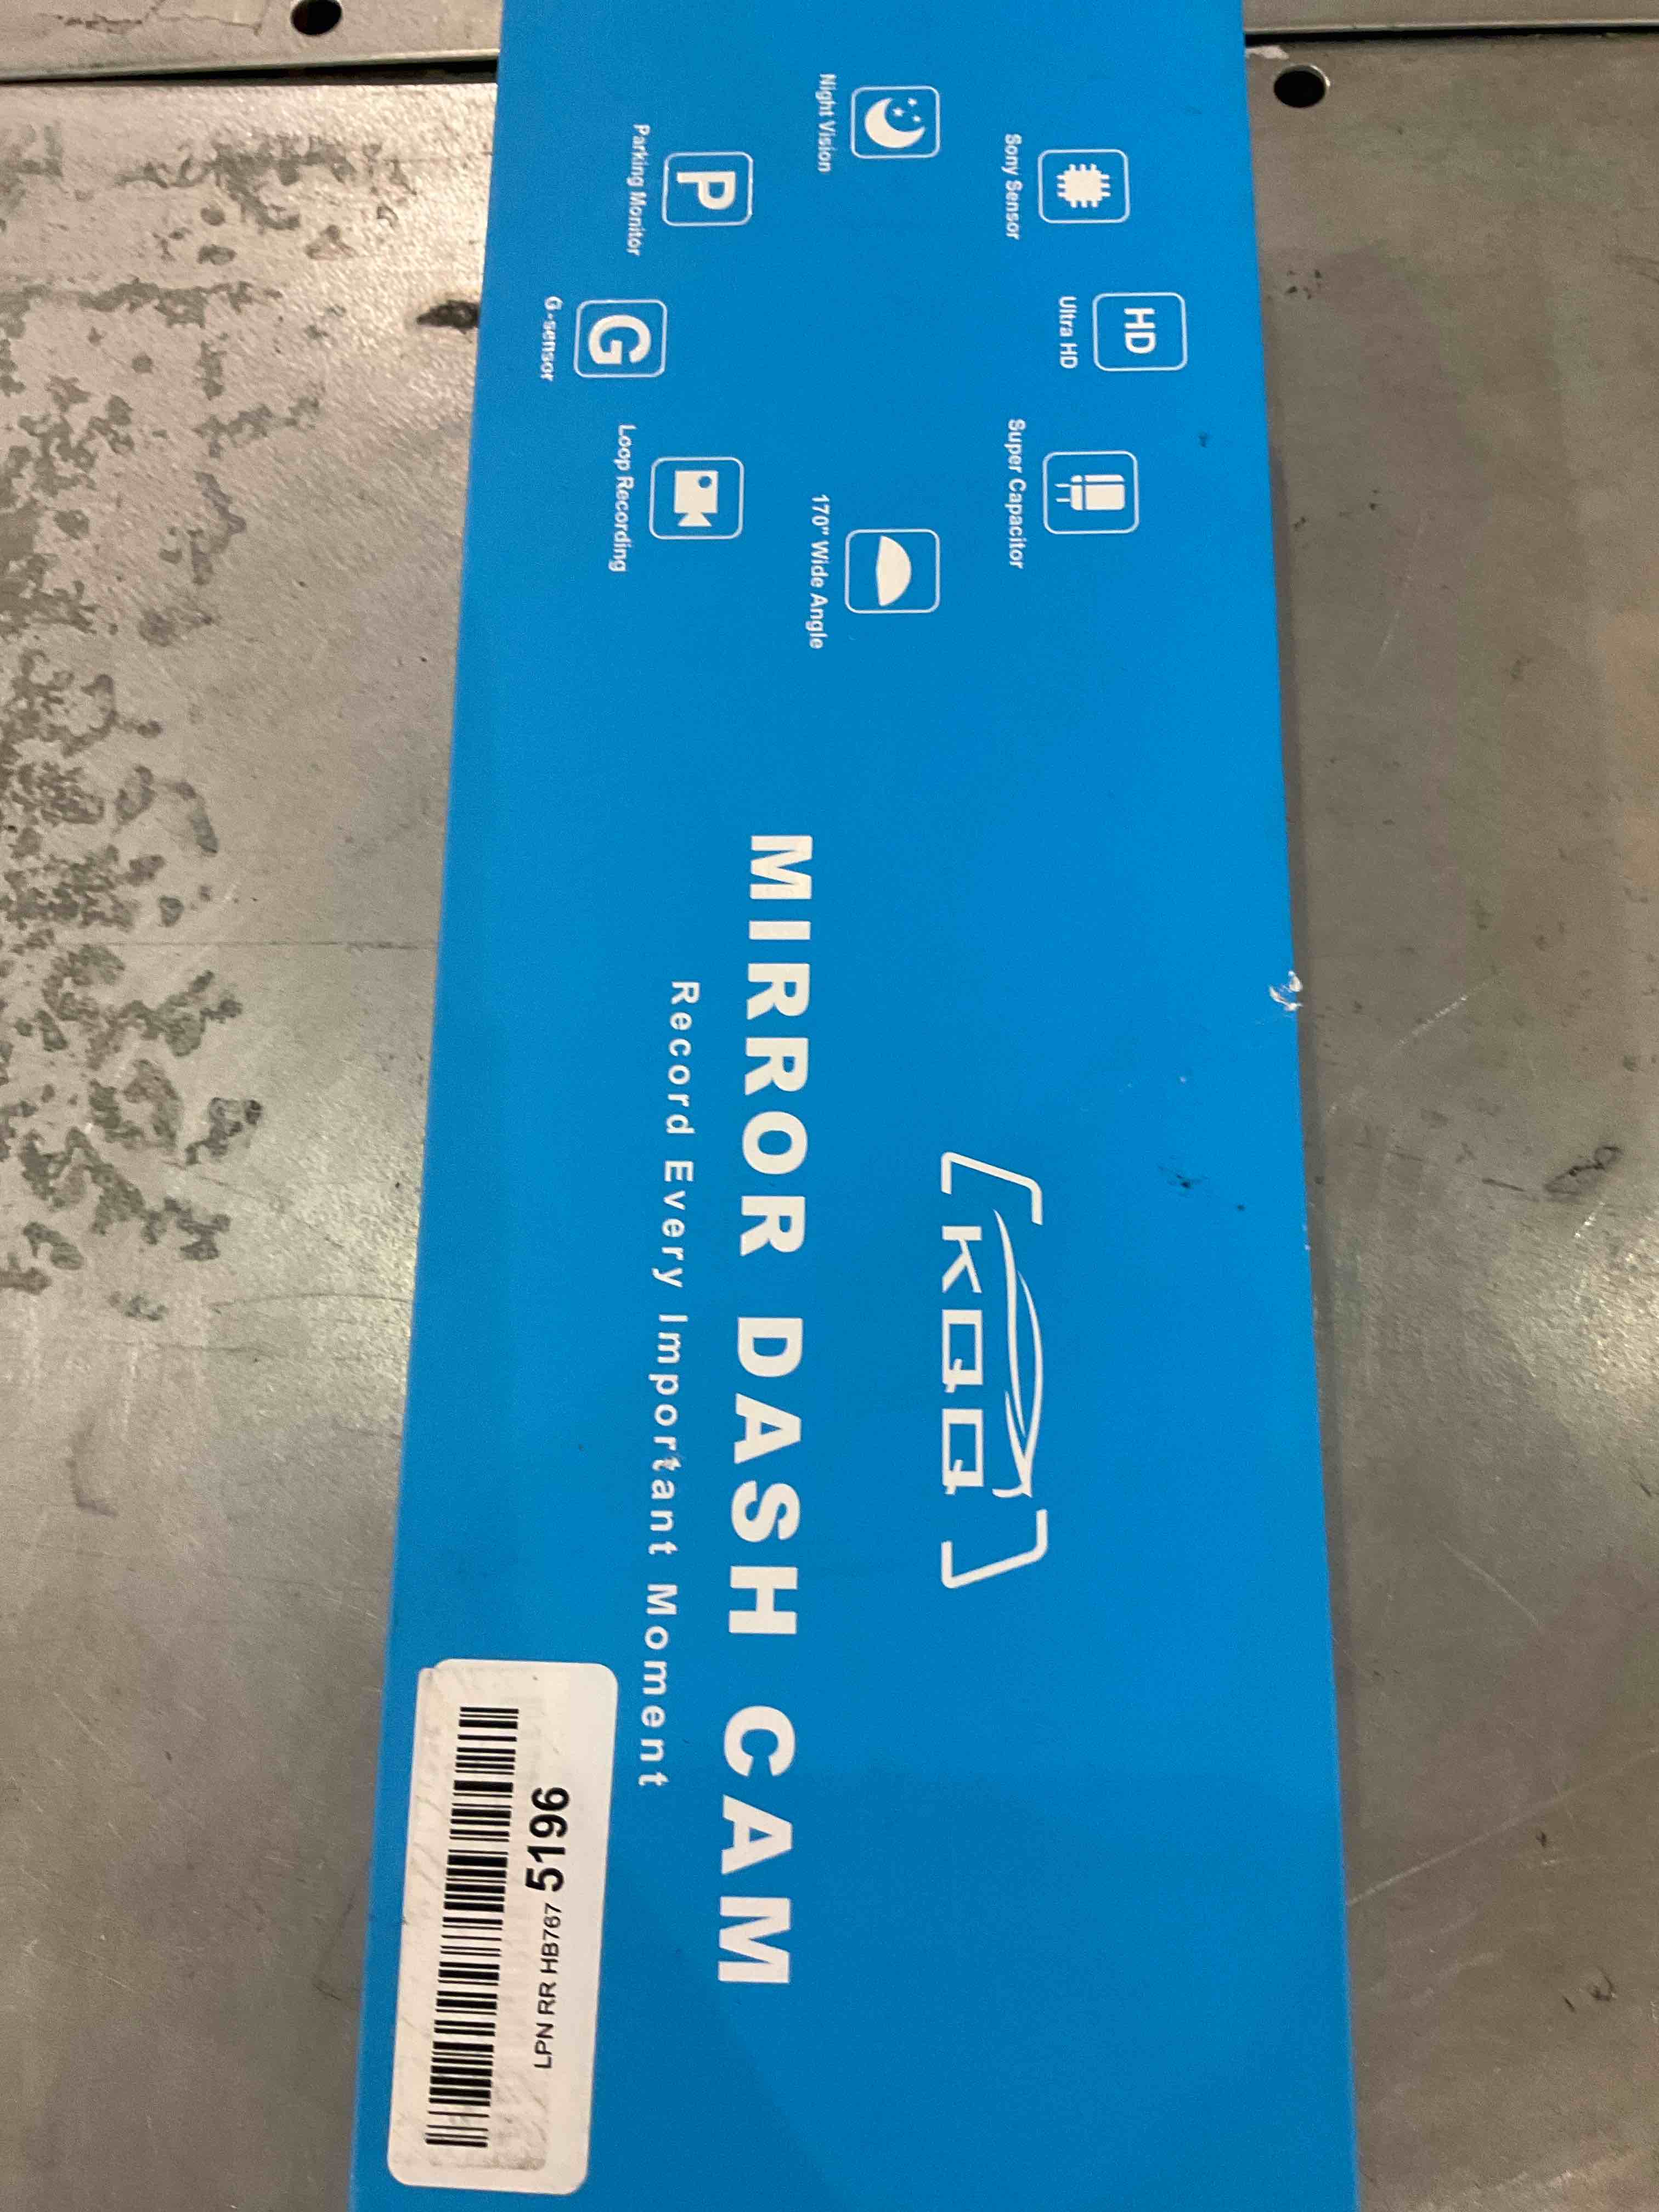 HD
Ultra HD
Sony Sensor
Super Capacitor
Night Vision
170" Wide Angle
P
Parking Monitor
Loop Recording
G
G-sensor
KQQ
MIRROR DASH CAM
Record Every Important Moment
LPN RR HB767 5196